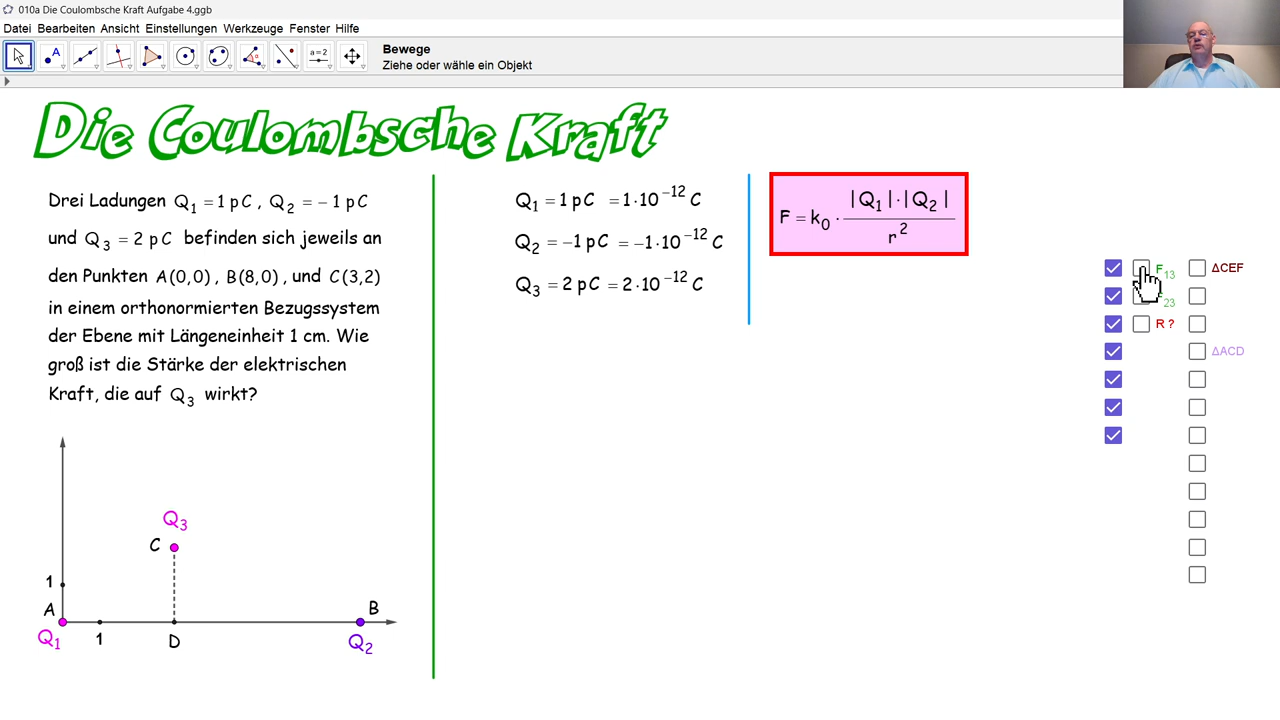 010a Die Coulombsche Kraft Aufgabe 4.ggb
Datei Bearbeiten Ansicht Einstellungen Werkzeuge Fenster Hilfe
A
a=2
Bewege
Ziehe oder wähle ein Objekt
Die Coulombsche Kraft
Drei Ladungen Q₁ = 1 pC , Q₂ = − 1 pC
und Q₃ = 2 pC befinden sich jeweils an
den Punkten A(0,0) , B(8,0) , und C(3,2)
in einem orthonormierten Bezugssystem
der Ebene mit Längeneinheit 1 cm. Wie
groß ist die Stärke der elektrischen
Kraft, die auf Q₃ wirkt?
Q₃
C
1
A
B
Q₁
1
D
Q₂
Q₁ = 1 pC = 1·10⁻¹² C
Q₂ = −1 pC = −1·10⁻¹² C
Q₃ = 2 pC = 2·10⁻¹² C
F = k₀ · |Q₁|·|Q₂| / r²
F₁₃
ΔCEF
₂₃
R ?
ΔACD